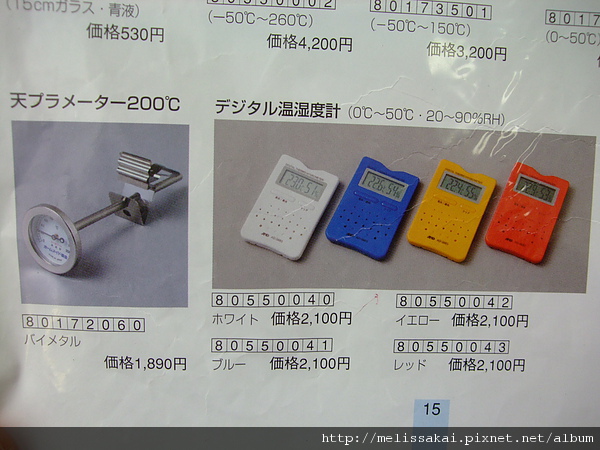 (15cmガラス・青液)
価格530円
80550002
(−50℃〜260℃)
価格4,200円
80173501
(−50℃〜150℃)
価格3,200円
8017
(0〜50℃)
価
天プラメーター200℃
80172060
バイメタル
価格1,890円
デジタル温湿度計 (0℃〜50℃・20〜90%RH)
80550040
ホワイト 価格2,100円
80550041
ブルー 価格2,100円
80550042
イエロー 価格2,100円
80550043
レッド 価格2,100円
15
http://melissakai.pixnet.net/album